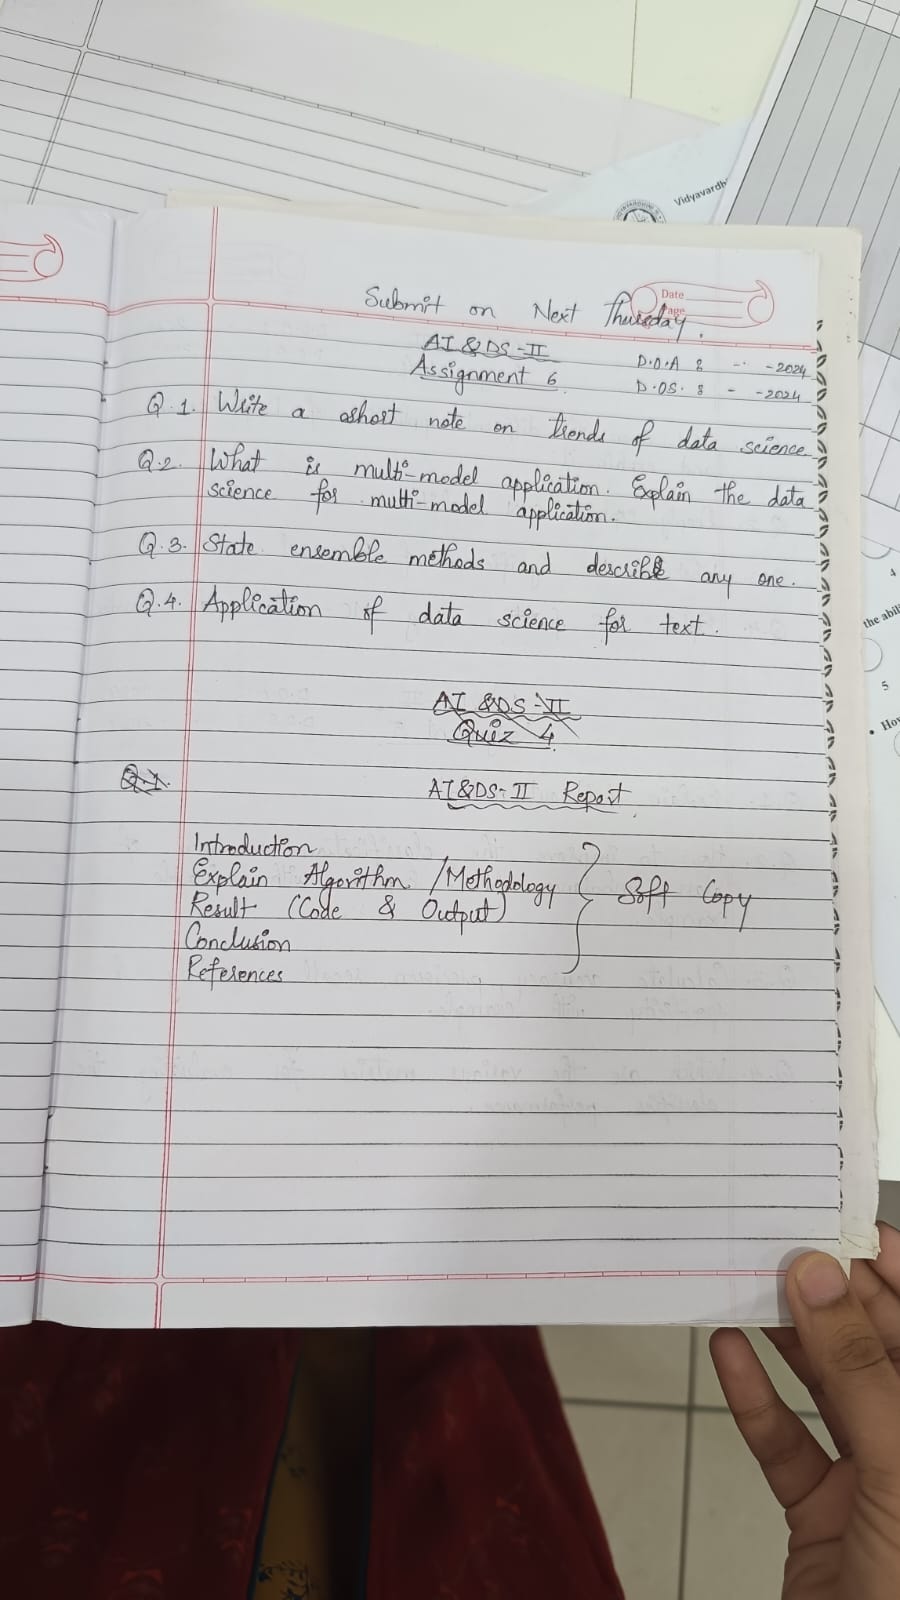 Vidyavardhi
Date
Page
Submit on Next Thursday.
AI & DS-II
Assignment 6
D.O.A : - -2024
D.O.S. : - -2024
Q.1. Write a ashort note on trends of data science
Q.2. What is multi-model application. Explain the data
science for multi-model application.
Q.3. State ensemble methods and describe any one.
Q.4. Application of data science for text.
AI &DS-II
Quiz 4
Q.1.
AI&DS-II Report
Introduction
Explain Algorithm /Methodology
Result (Code & Output)
Conclusion
References
Soft Copy
4
the abili
5
• How